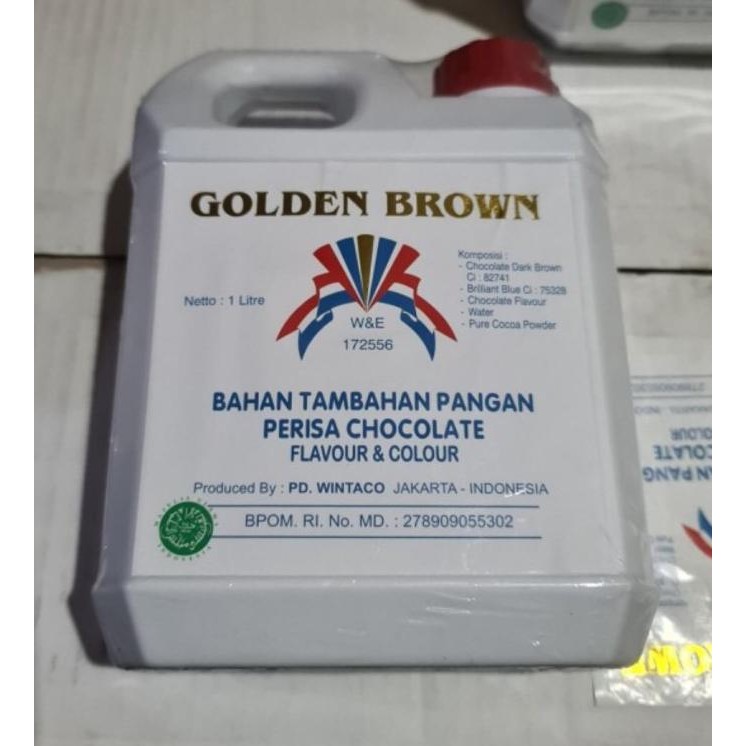 GOLDEN BROWN
Netto : 1 Litre
W&E
172556
Komposisi :
- Chocolate Dark Brown
Ci : 82741
- Brilliant Blue Ci : 75328
- Chocolate Flavour
- Water
- Pure Cocoa Powder
BAHAN TAMBAHAN PANGAN
PERISA CHOCOLATE
FLAVOUR & COLOUR
Produced By : PD. WINTACO JAKARTA - INDONESIA
BPOM. RI. No. MD. : 278909055302